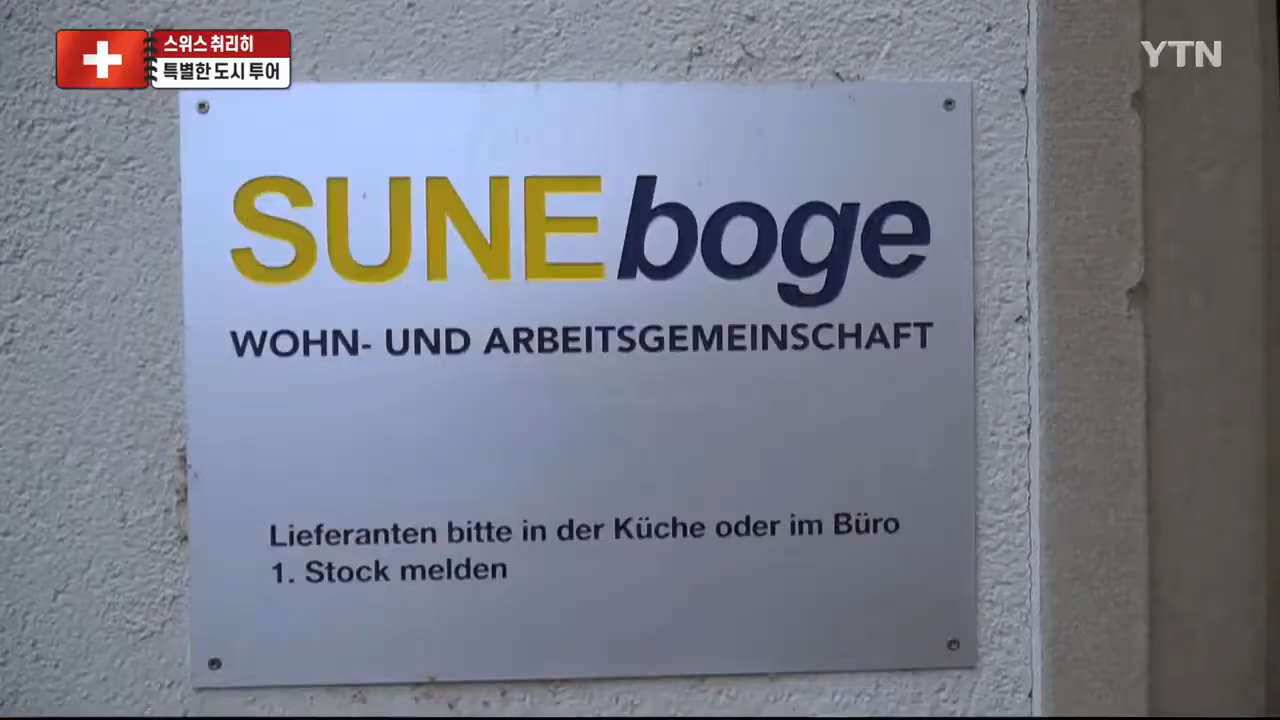 스위스 취리히
특별한 도시 투어
YTN
SUNEboge
WOHN- UND ARBEITSGEMEINSCHAFT
Lieferanten bitte in der Küche oder im Büro
1. Stock melden